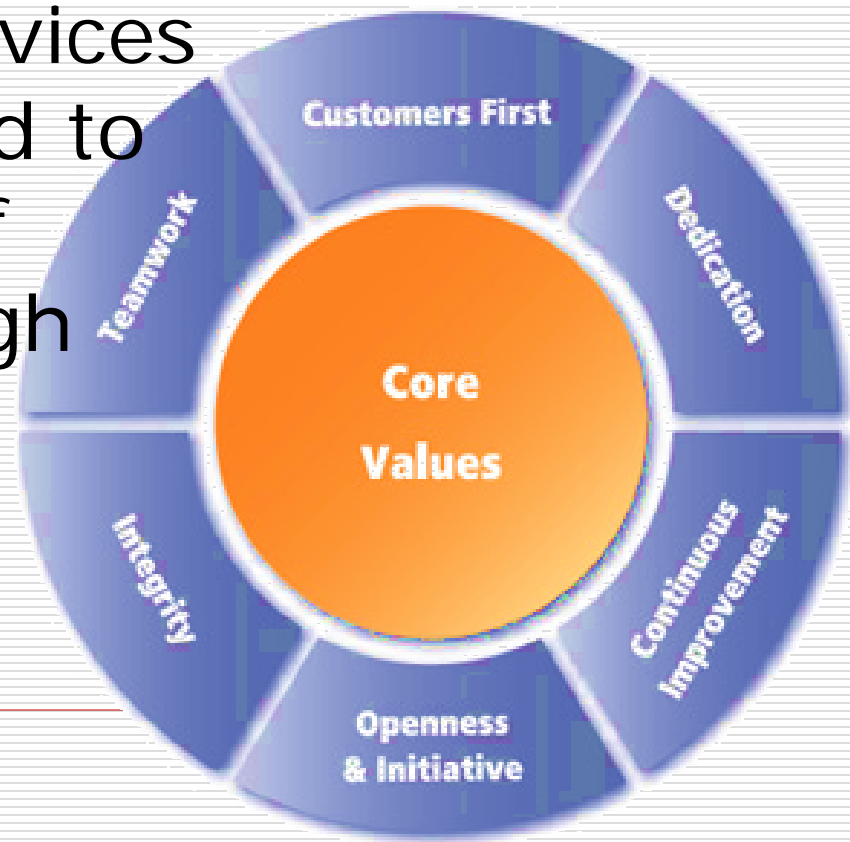 vices
d to
f
gh
Customers First
Dedication
Continuous
Improvement
Openness
& Initiative
Integrity
Teamwork
Core
Values